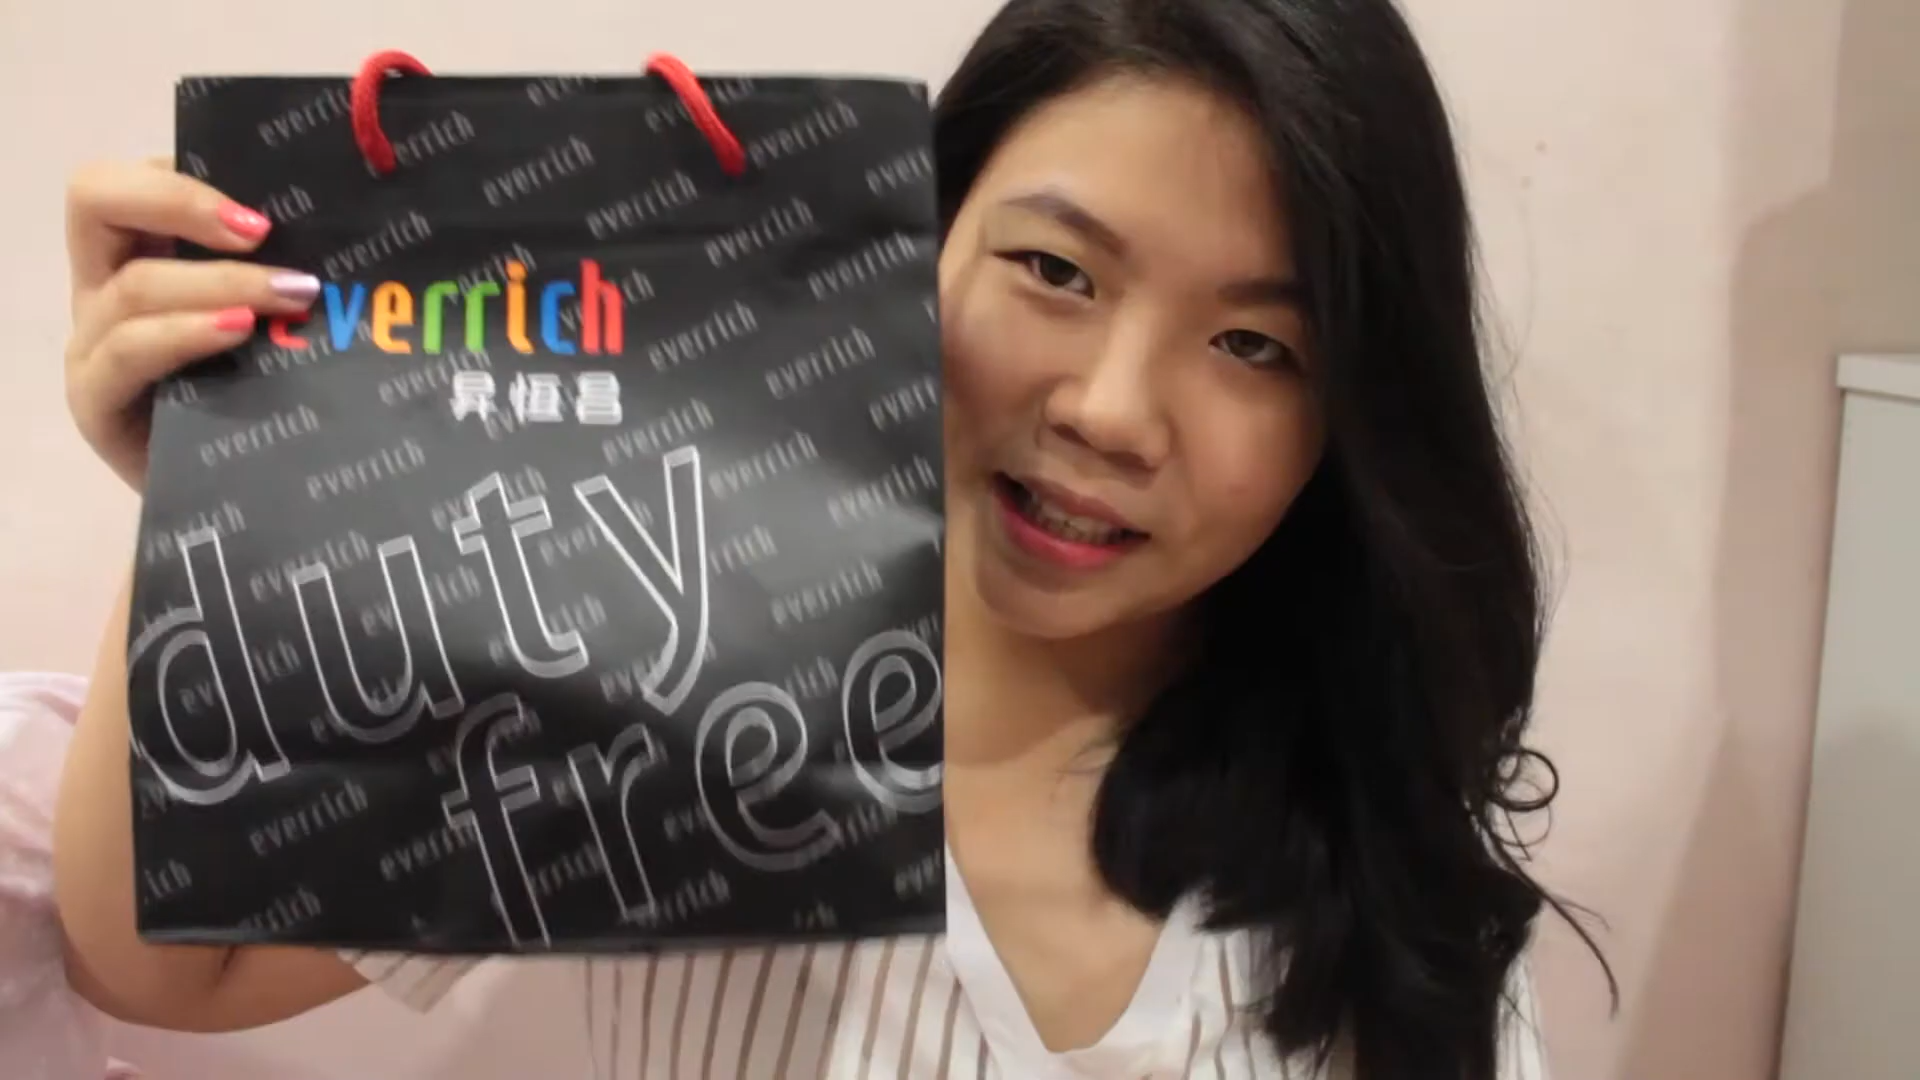 everrich
昇恆昌
duty
free